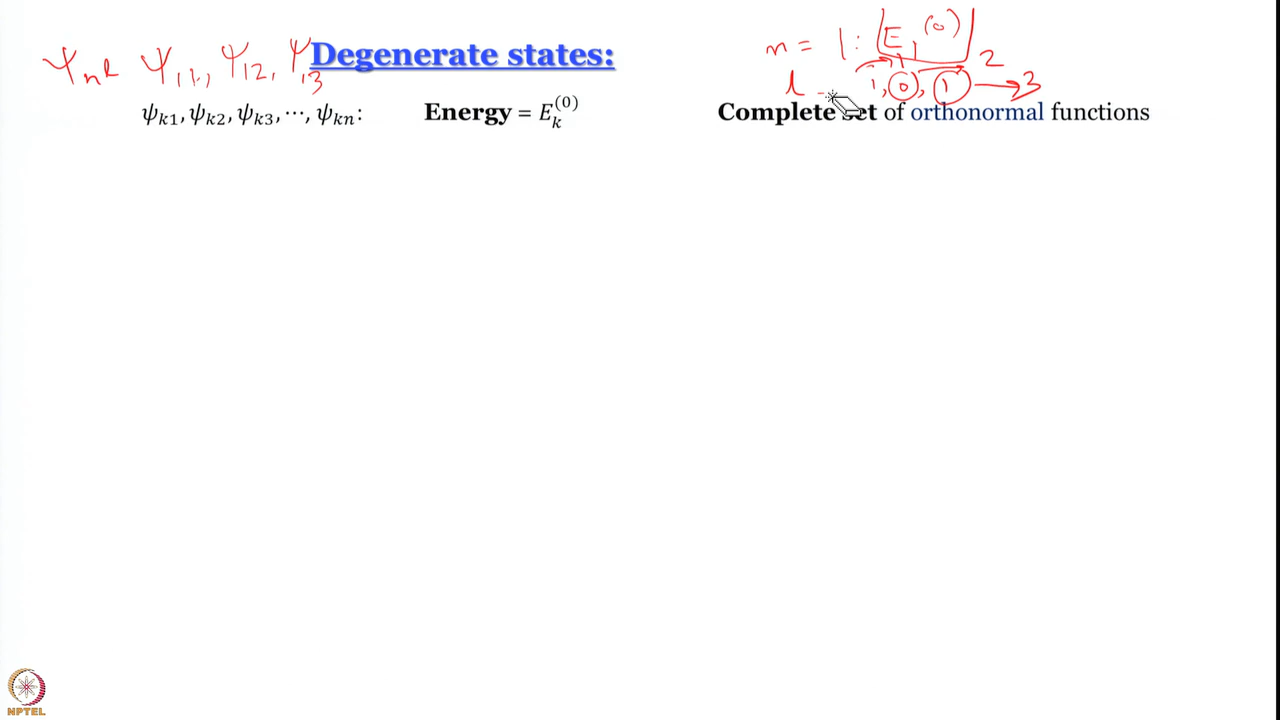 n = 1: E₁⁽⁰⁾
ψ₁₁, ψ₁₂, ψ₁₃ Degenerate states:
1, 0, 1 → 3
2
ψₖ₁, ψₖ₂, ψₖ₃, ⋯, ψₖₙ: Energy = Eₖ⁽⁰⁾ Complete set of orthonormal functions
NPTEL